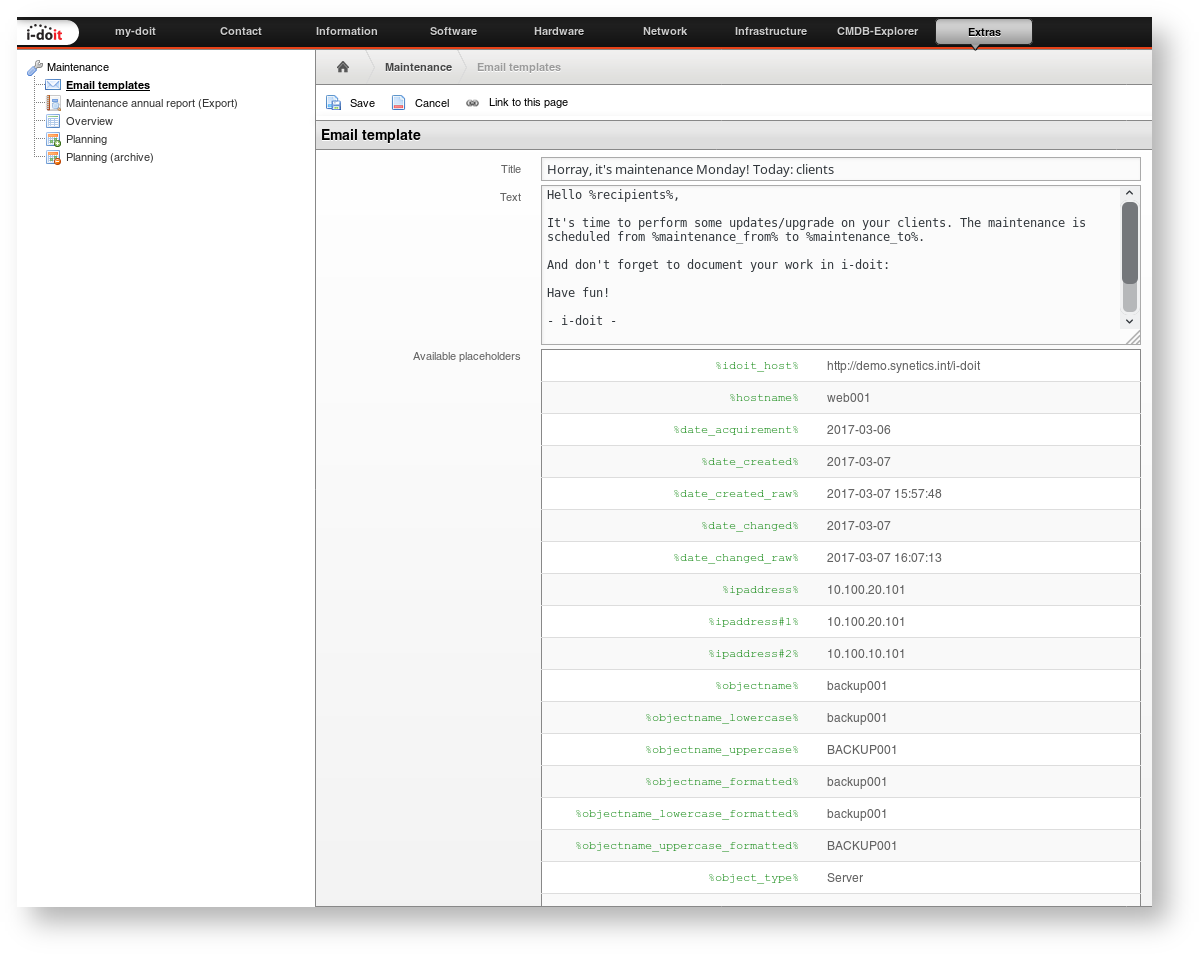 i-doit
my-doit Contact Information Software Hardware Network Infrastructure CMDB-Explorer Extras
Maintenance
Email templates
Maintenance annual report (Export)
Overview
Planning
Planning (archive)
Maintenance Email templates
Save Cancel Link to this page
Email template
Title Horray, it's maintenance Monday! Today: clients
Text
Hello %recipients%,
It's time to perform some updates/upgrade on your clients. The maintenance is
scheduled from %maintenance_from% to %maintenance_to%.
And don't forget to document your work in i-doit:
Have fun!
- i-doit -
Available placeholders
%idoit_host% http://demo.synetics.int/i-doit
%hostname% web001
%date_acquirement% 2017-03-06
%date_created% 2017-03-07
%date_created_raw% 2017-03-07 15:57:48
%date_changed% 2017-03-07
%date_changed_raw% 2017-03-07 16:07:13
%ipaddress% 10.100.20.101
%ipaddress#1% 10.100.20.101
%ipaddress#2% 10.100.10.101
%objectname% backup001
%objectname_lowercase% backup001
%objectname_uppercase% BACKUP001
%objectname_formatted% backup001
%objectname_lowercase_formatted% backup001
%objectname_uppercase_formatted% BACKUP001
%object_type% Server